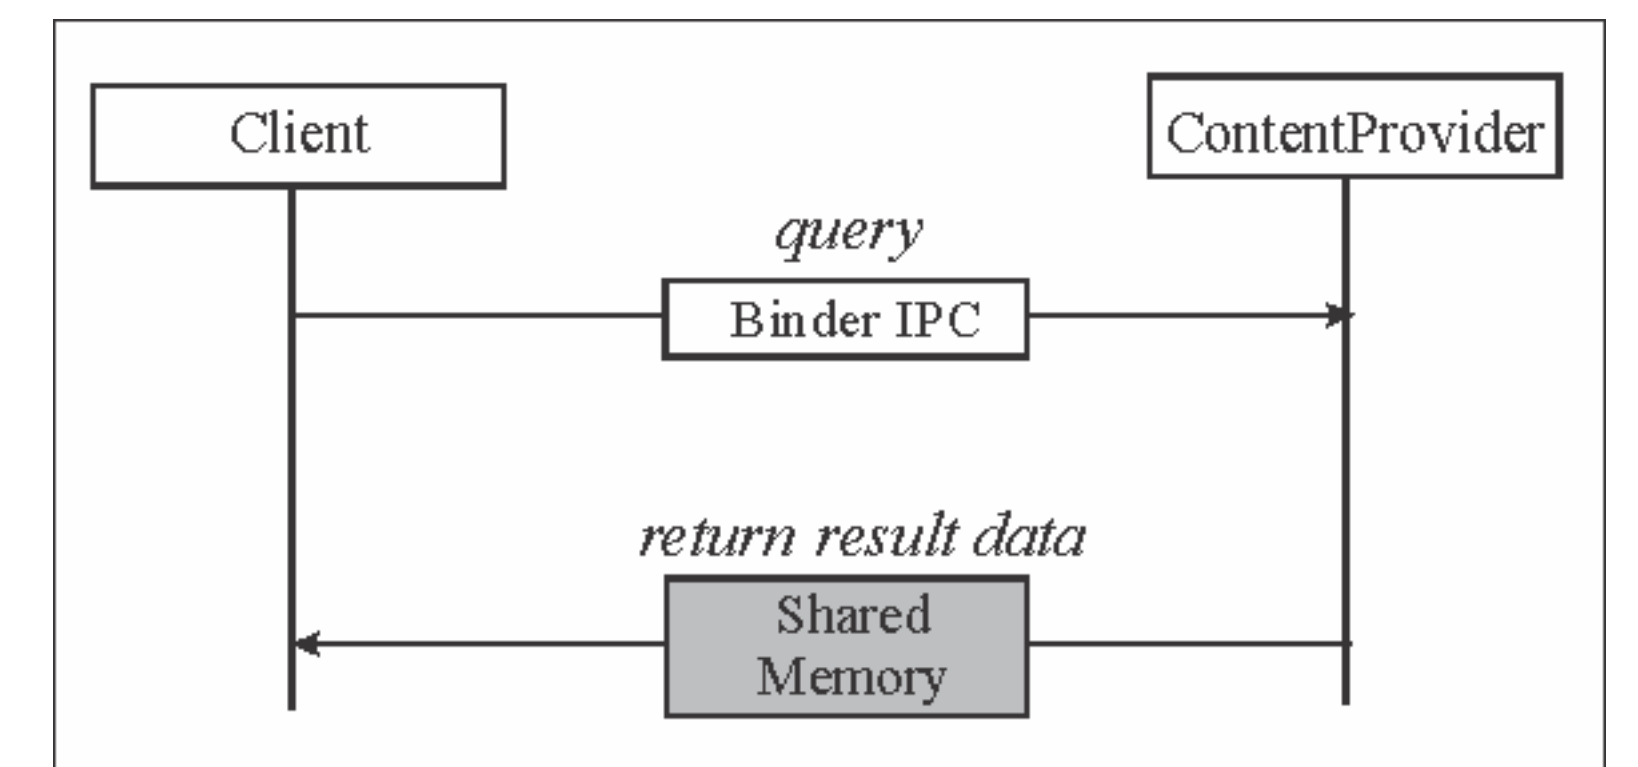 Client
ContentProvider
query
Binder IPC
return result data
Shared
Memory